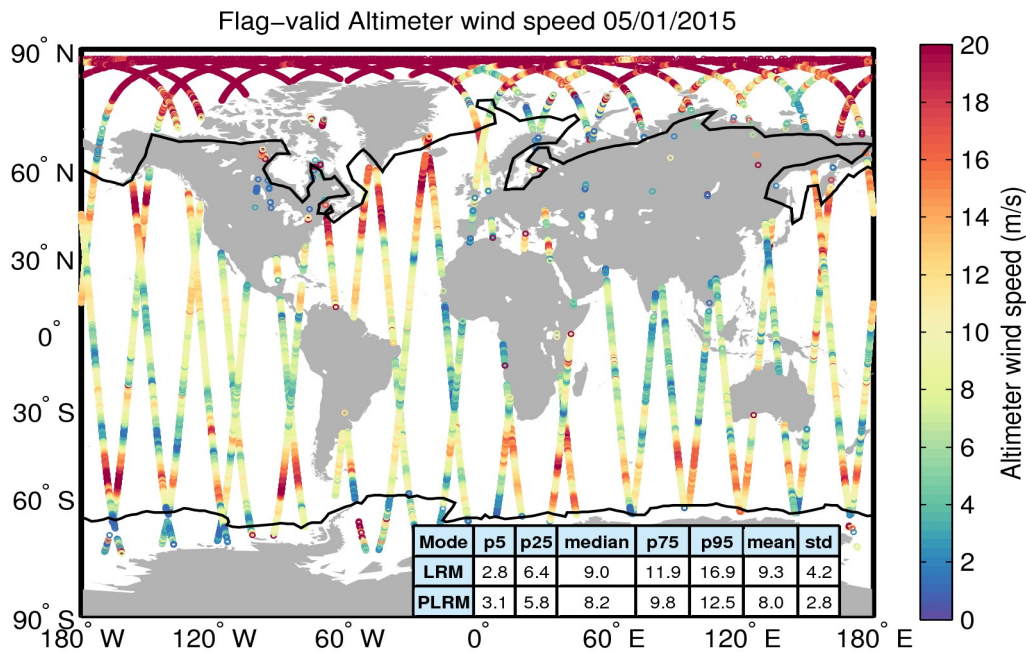 Flag−valid Altimeter wind speed 05/01/2015
90° N
60° N
30° N
0°
30° S
60° S
90° S
180° W
120° W
60° W
0°
60° E
120° E
180° E
Mode p5 p25 median p75 p95 mean std
LRM 2.8 6.4 9.0 11.9 16.9 9.3 4.2
PLRM 3.1 5.8 8.2 9.8 12.5 8.0 2.8
20
18
16
14
12
10
8
6
4
2
0
Altimeter wind speed (m/s)